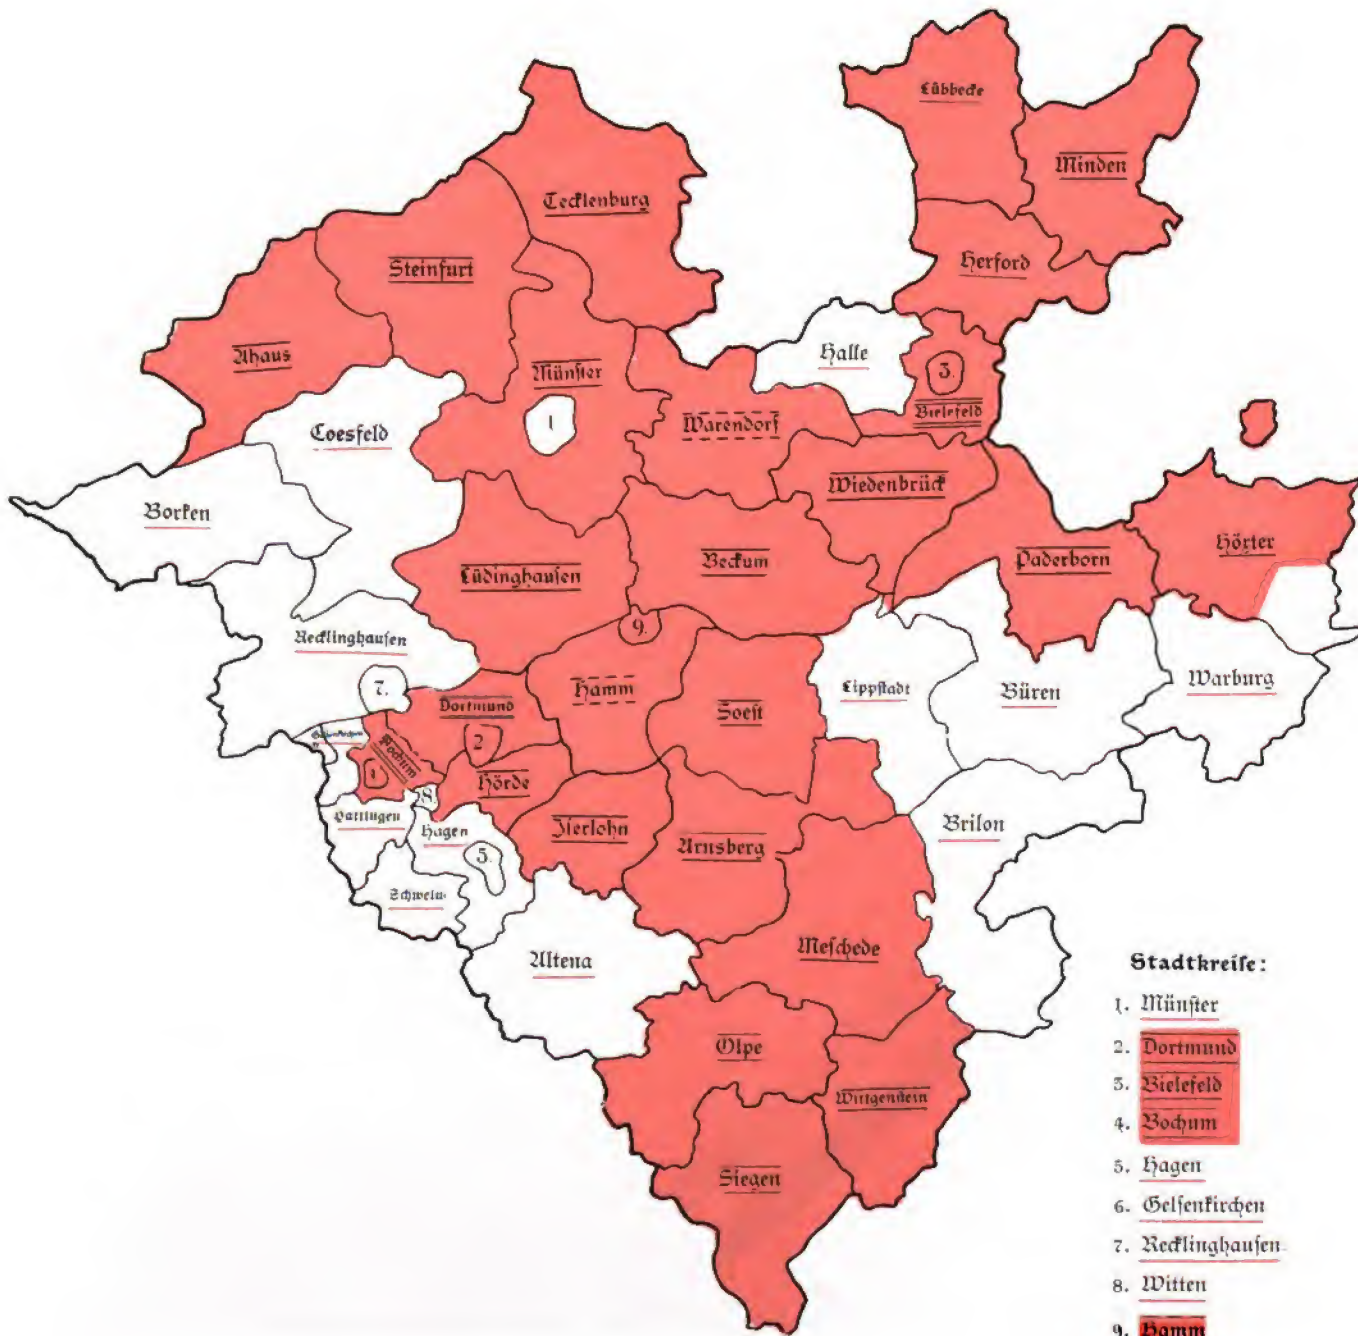 Lübbecke
Minden
Tecklenburg
Herford
Steinfurt
Ahaus
Halle
Münster
3.
Bielefeld
1
Warendorf
Coesfeld
Wiedenbrück
Borken
Höxter
Beckum
Paderborn
Lüdinghausen
9.
Recklinghausen
7.
Hamm
Lippstadt
Büren
Warburg
Dortmund
Soest
2
Bochum
Hörde
8.
Hattingen
Hagen
Iserlohn
Arnsberg
Brilon
5.
Schwelm
Altena
Meschede
Olpe
Wittgenstein
Siegen
Stadtkreise:
1. Münster
2. Dortmund
3. Bielefeld
4. Bochum
5. Hagen
6. Gelsenkirchen
7. Recklinghausen
8. Witten
9. Hamm